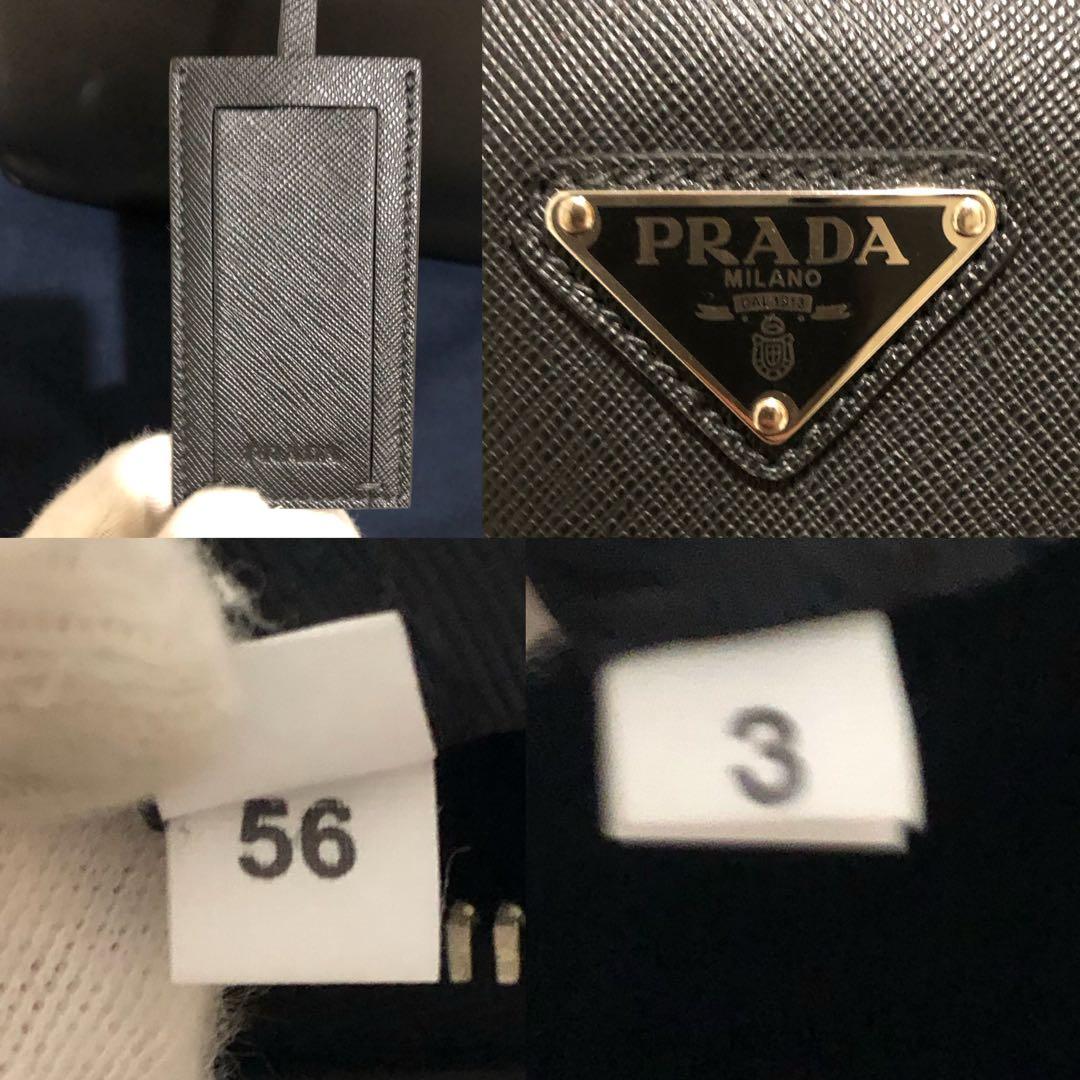 PRADA
PRADA
MILANO
DAL 1913
56
3